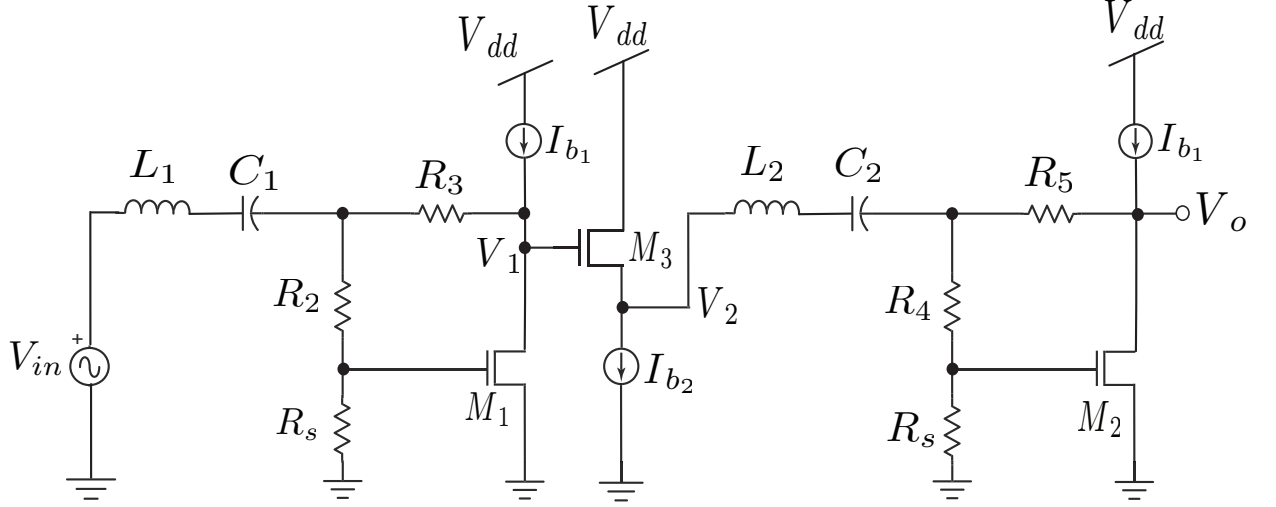 V_dd V_dd V_dd
I_b1 I_b1
L_1 C_1 R_3 L_2 C_2 R_5
V_1 M_3 V_o
R_2 V_2 R_4
+
V_in I_b2
R_s M_1 R_s M_2